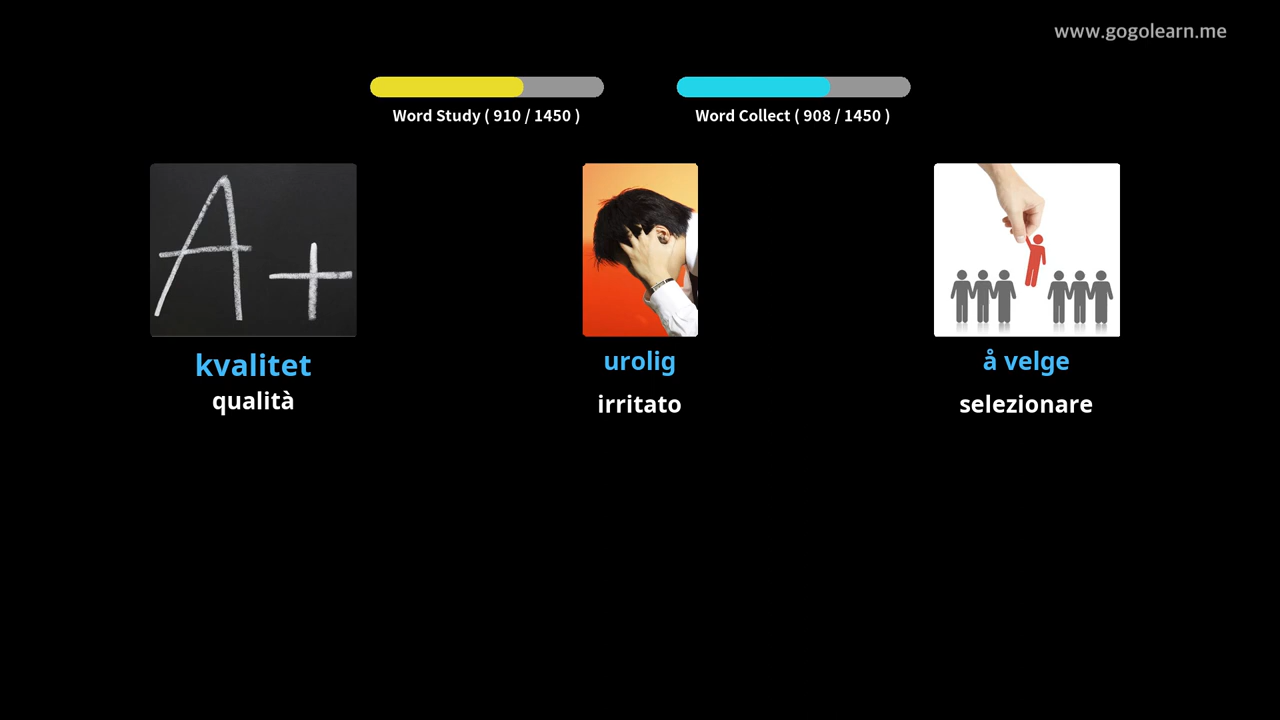 www.gogolearn.me
Word Study ( 910 / 1450 )
Word Collect ( 908 / 1450 )
A+
kvalitet
urolig
å velge
qualità
irritato
selezionare